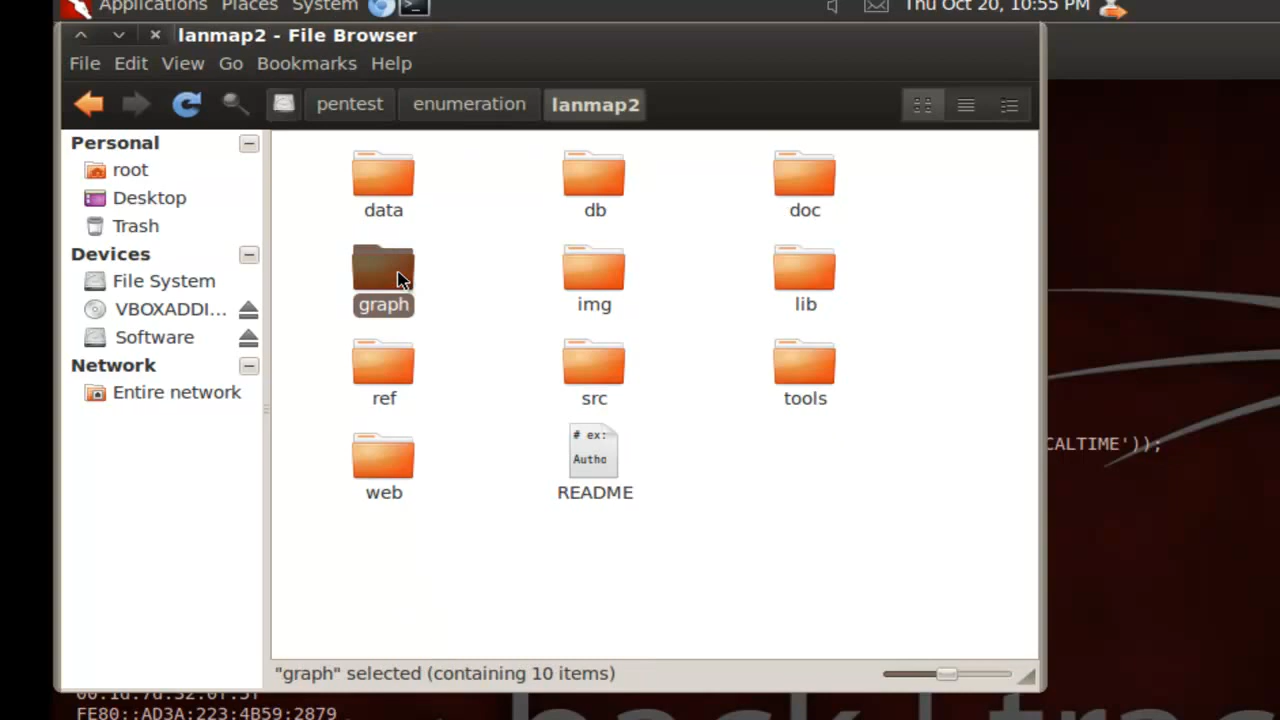 Applications Places System Thu Oct 20, 10:55 PM
lanmap2 - File Browser
File Edit View Go Bookmarks Help
pentest enumeration lanmap2
Personal
root
Desktop
Trash
Devices
File System
VBOXADDI...
Software
Network
Entire network
data db doc
graph img lib
ref src tools
# ex:
Autho
web README
"graph" selected (containing 10 items)
CALTIME'));
FE80::AD3A:223:4B59:2879
back | trac